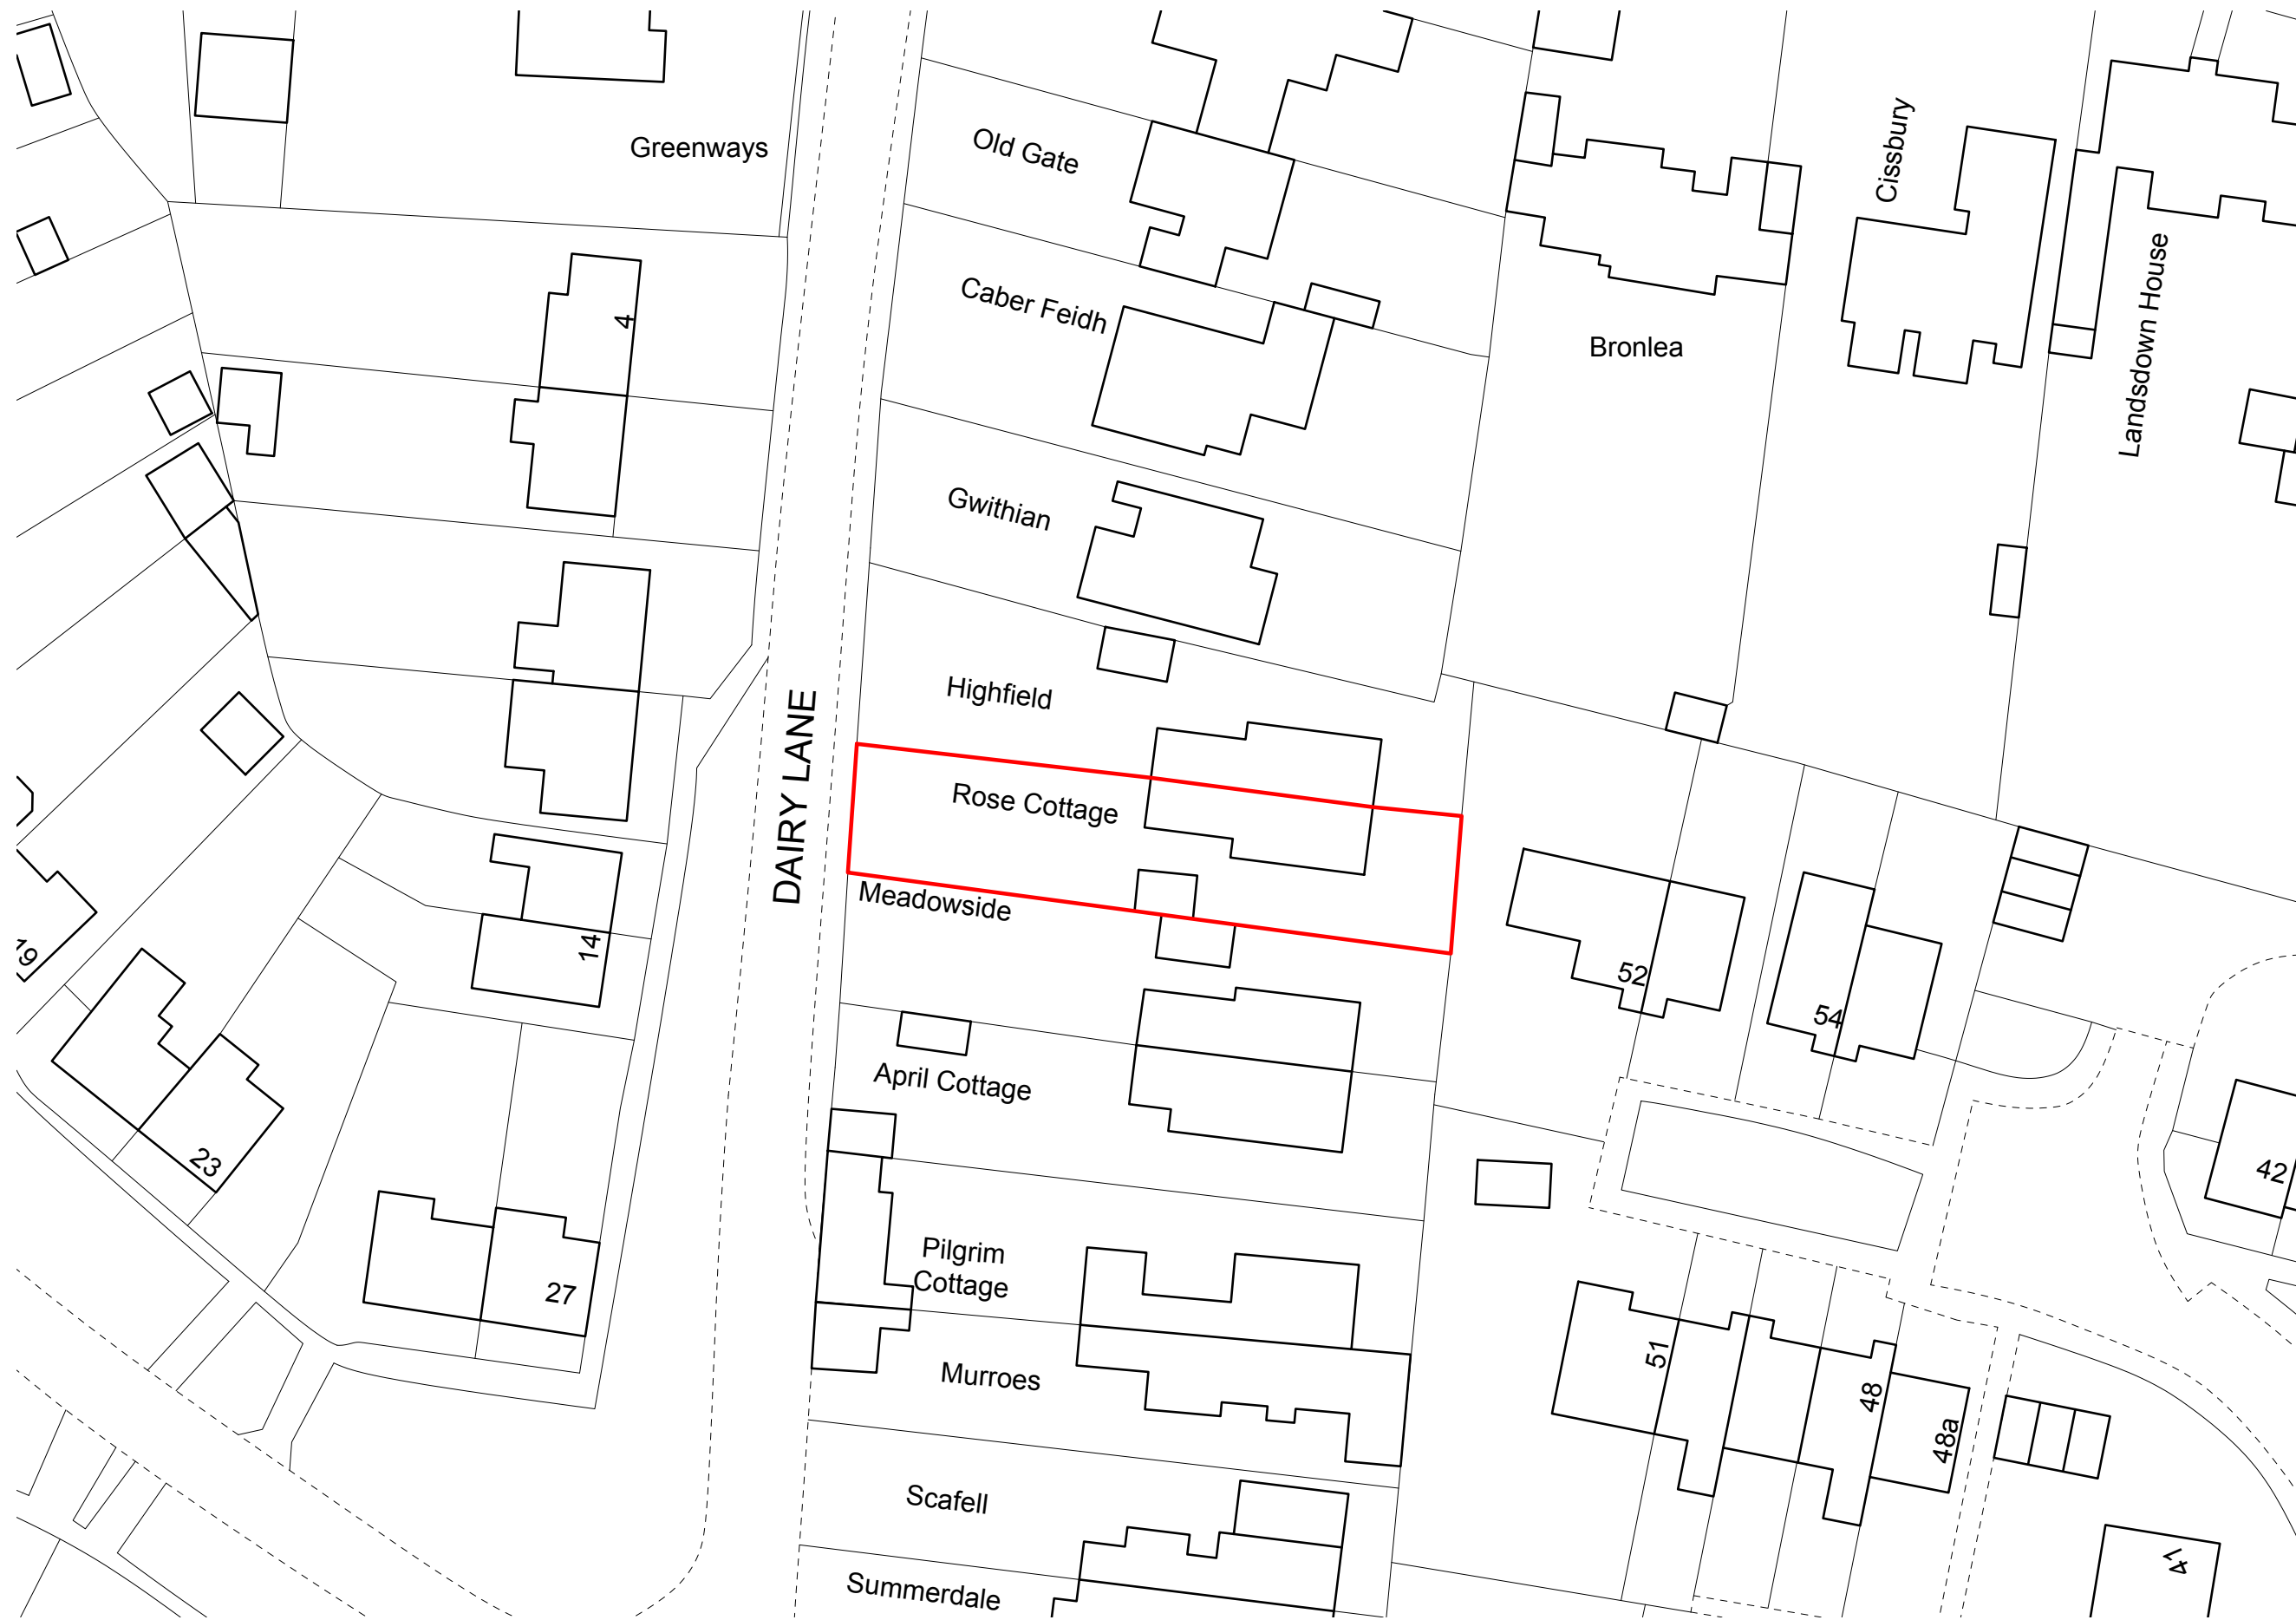 Greenways
Old Gate
Cissbury
Caber Feidh
4
Bronlea
Landsdown House
Gwithian
Highfield
DAIRY LANE
Rose Cottage
Meadowside
19
14
52
54
April Cottage
23
42
Pilgrim
Cottage
27
51
Murroes
48
48a
Scafell
Summerdale